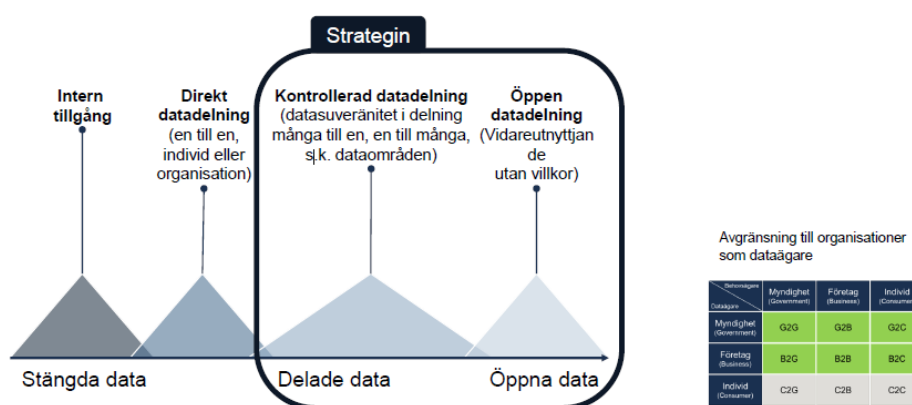 Strategin
Intern
tillgång
Direkt
datadelning
(en till en,
individ eller
organisation)
Kontrollerad datadelning
(datasuveränitet i delning
många till en, en till många,
s.k. dataområden)
Öppen
datadelning
(Vidareutnyttjan
de
utan villkor)
Stängda data
Delade data
Öppna data
Avgränsning till organisationer
som dataägare
Behovsägare
Dataägare
Myndighet
(Government)
Företag
(Business)
Individ
(Consumer)
Myndighet
(Government)
G2G
G2B
G2C
Företag
(Business)
B2G
B2B
B2C
Individ
(Consumer)
C2G
C2B
C2C